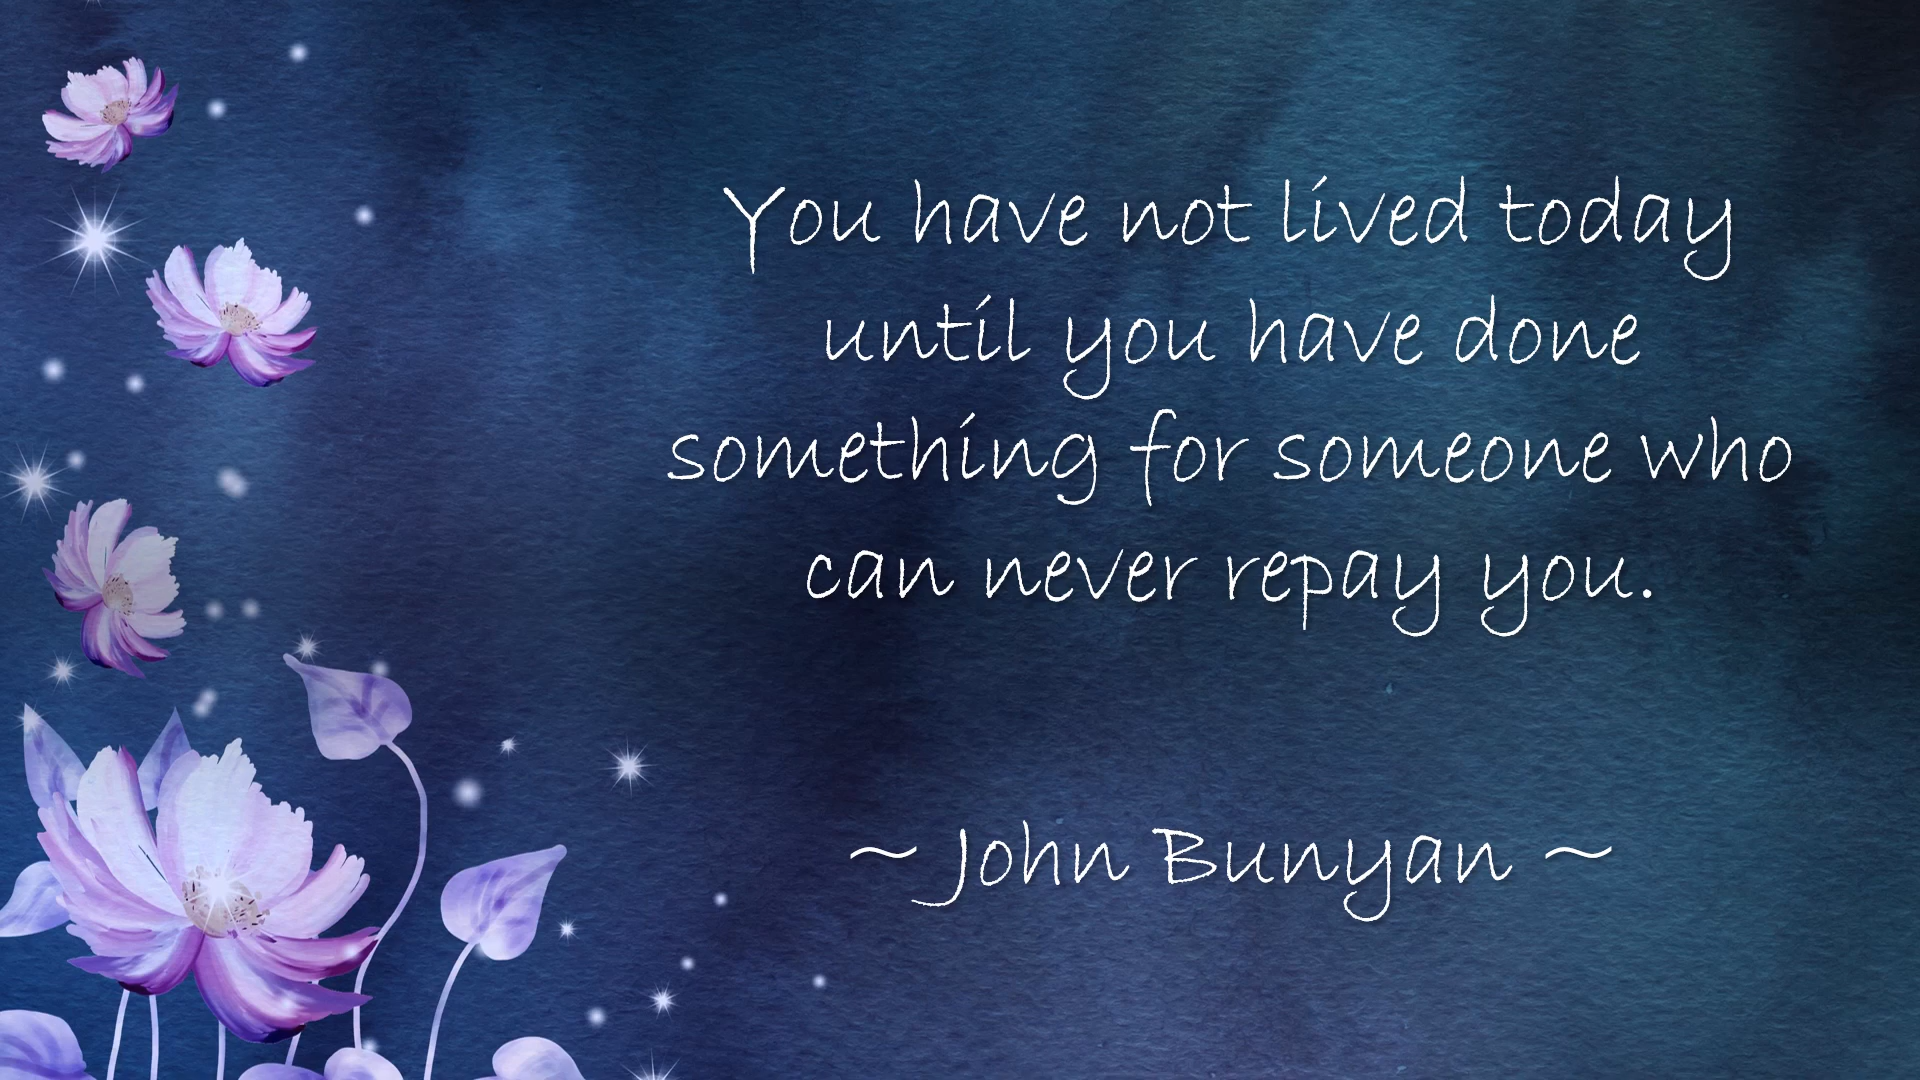 You have not lived today
until you have done
something for someone who
can never repay you.
~ John Bunyan ~